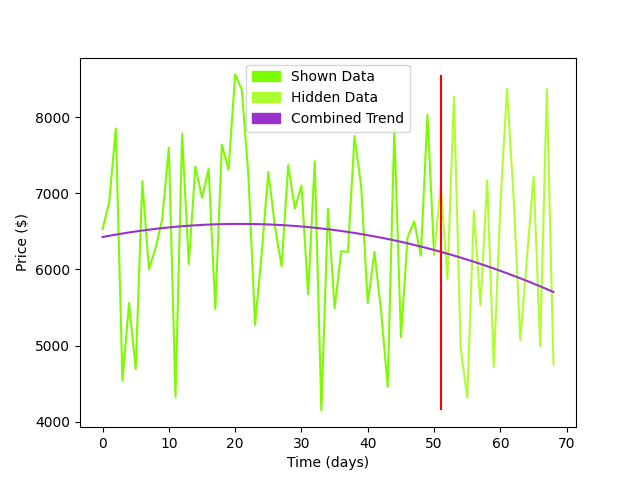 Shown Data
Hidden Data
Combined Trend
8000
7000
6000
5000
4000
Price ($)
0 10 20 30 40 50 60 70
Time (days)